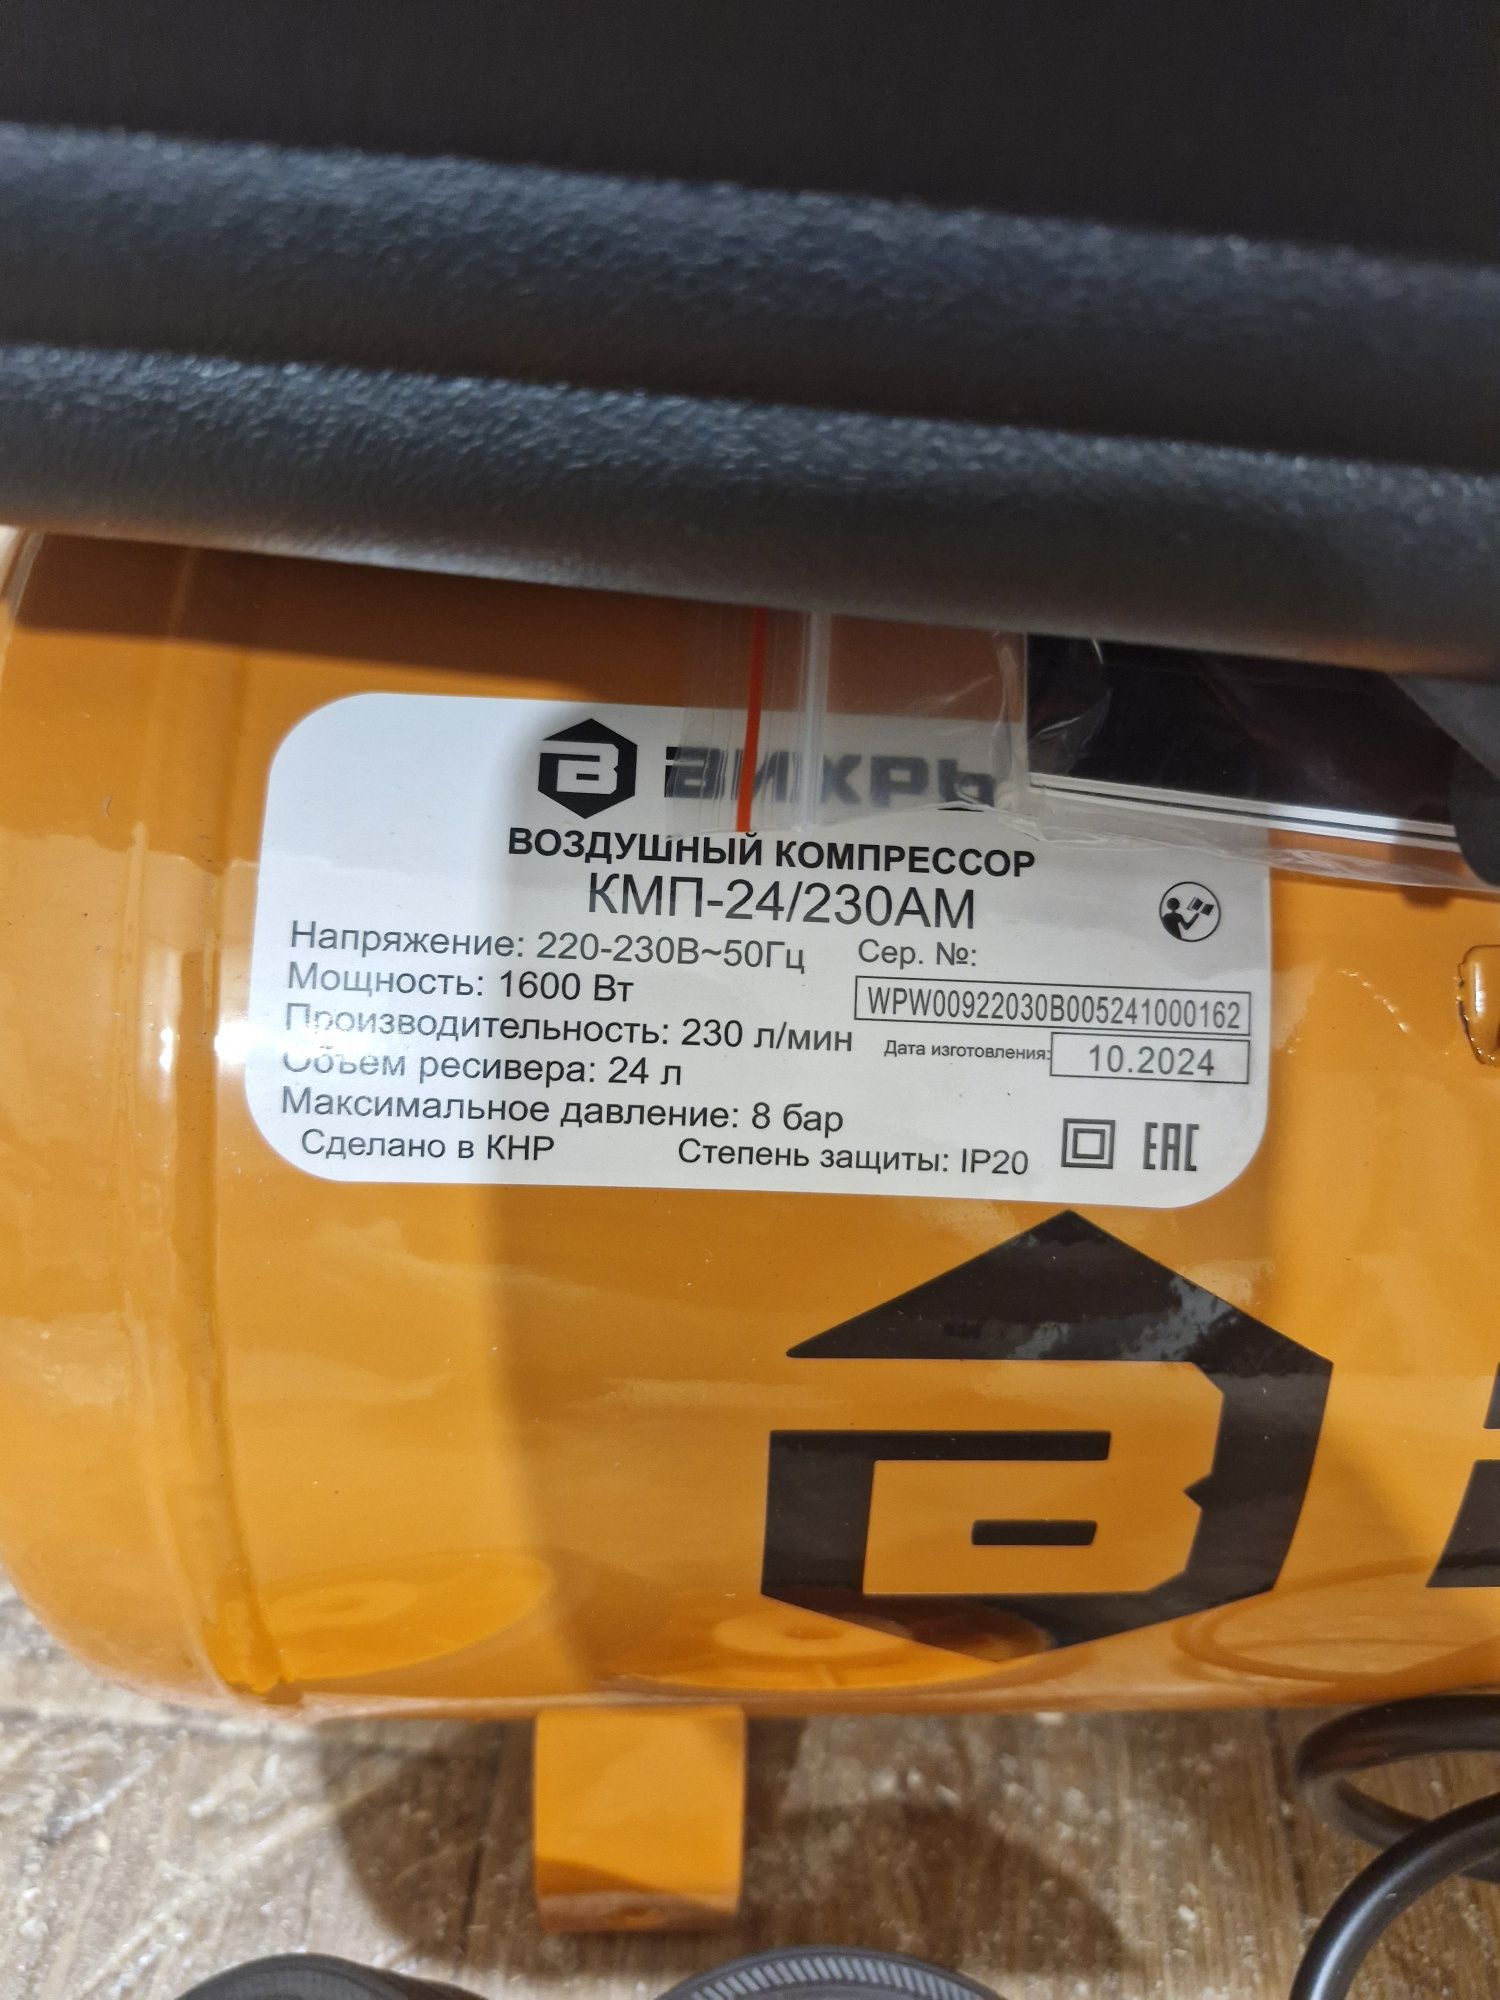 В ВИХРЬ
ВОЗДУШНЫЙ КОМПРЕССОР
КМП-24/230АМ
Напряжение: 220-230В~50Гц
Мощность: 1600 Вт
Производительность: 230 л/мин
Объем ресивера: 24 л
Максимальное давление: 8 бар
Сделано в КНР
Степень защиты: IP20
Сер. №:
WPW00922030B005241000162
Дата изготовления: 10.2024
EAC
В